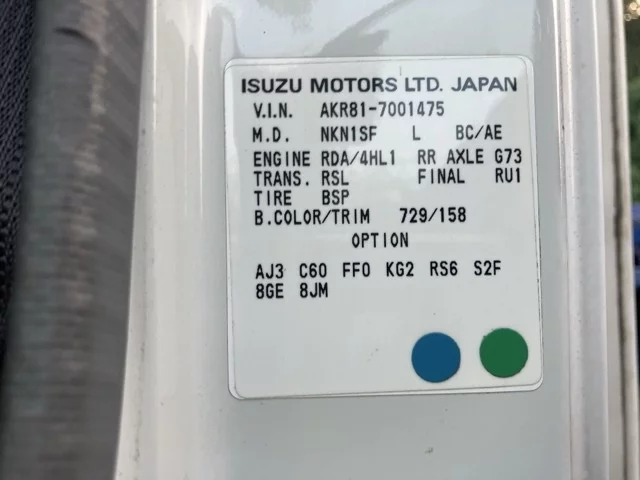 ISUZU MOTORS LTD. JAPAN
V.I.N. AKR81-7001475
M.D. NKN1SF L BC/AE
ENGINE RDA/4HL1 RR AXLE G73
TRANS. RSL FINAL RU1
TIRE BSP
B.COLOR/TRIM 729/158
OPTION
AJ3 C60 FF0 KG2 RS6 S2F
8GE 8JM